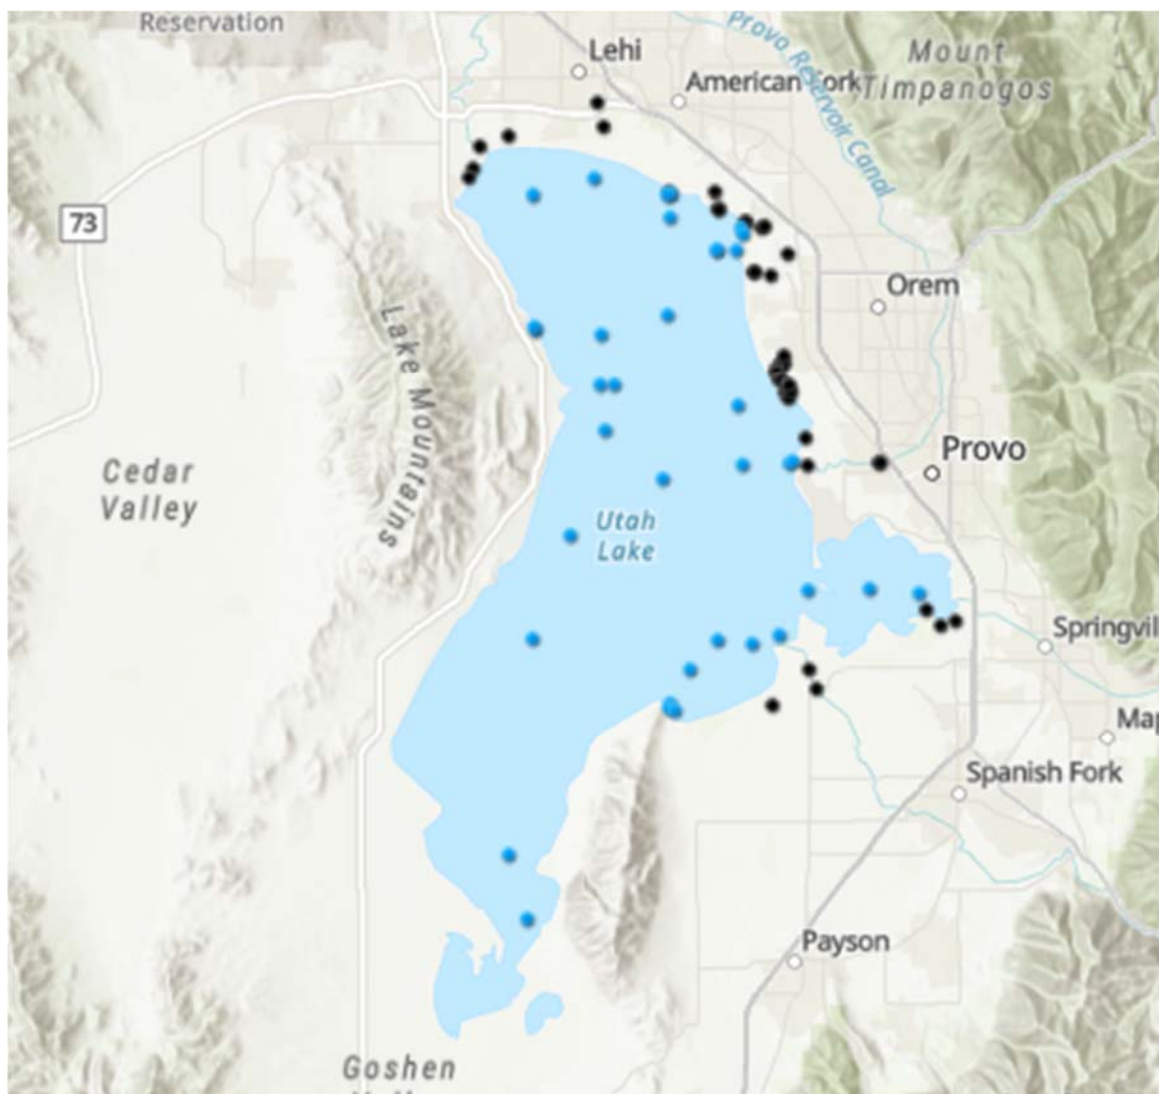 Reservation
Lehi
Provo Reservoir Canal
Mount
Timpanogos
American Fork
73
Orem
Lake Mountains
Provo
Cedar
Valley
Utah
Lake
Springvil
Map
Spanish Fork
Payson
Goshen